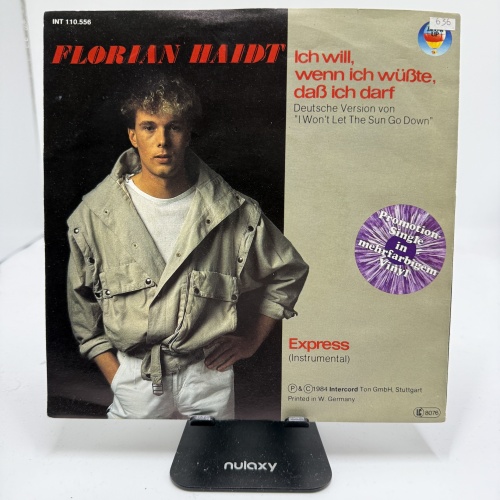 INT 110.556
FLORIAN HAIDT
Ich will,
wenn ich wüßte,
daß ich darf
Deutsche Version von
"I Won't Let The Sun Go Down"
636
Promotion-
Single
in
mehrfarbigem
Vinyl
Express
(Instrumental)
Ⓟ & ©1984 Intercord Ton GmbH, Stuttgart
Printed in W. Germany
8076
nulaxy